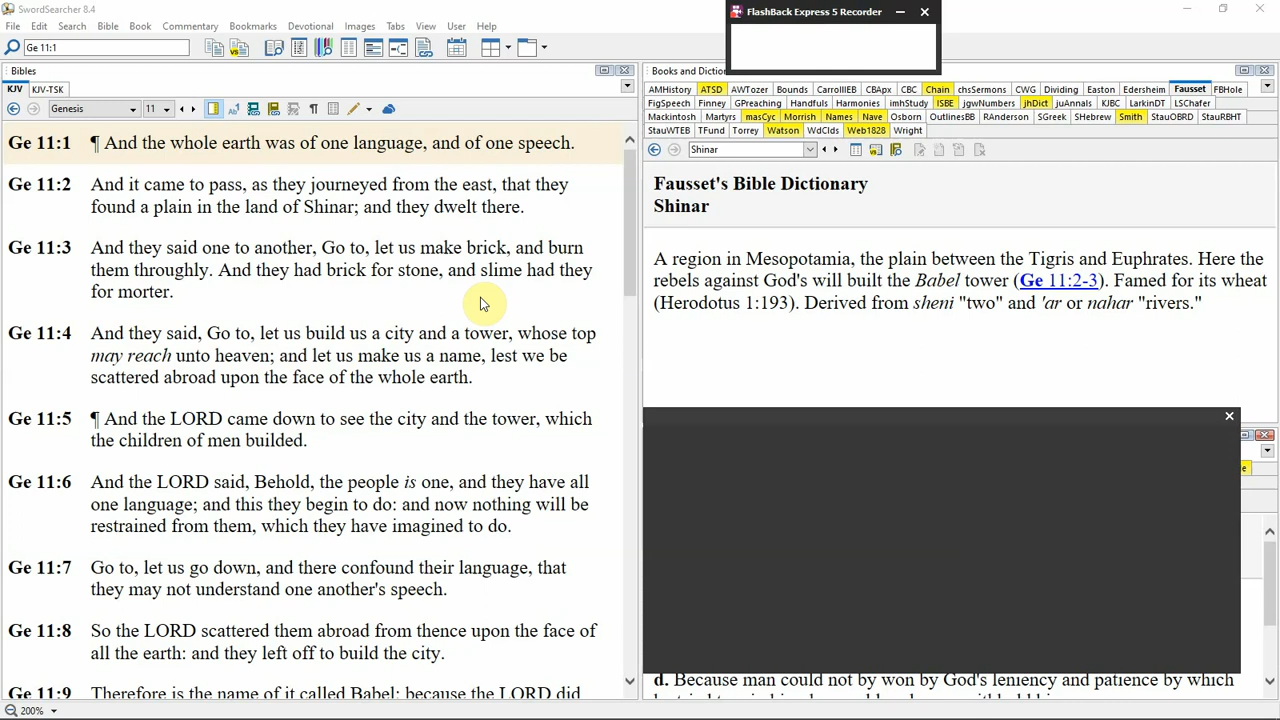 SwordSearcher 8.4
File Edit Search Bible Book Commentary Bookmarks Devotional Images Tabs View User Help
Ge 11:1
Bibles
KJV KJV-TSK
Genesis 11
Ge 11:1 ¶ And the whole earth was of one language, and of one speech.
Ge 11:2 And it came to pass, as they journeyed from the east, that they
found a plain in the land of Shinar; and they dwelt there.
Ge 11:3 And they said one to another, Go to, let us make brick, and burn
them throughly. And they had brick for stone, and slime had they
for morter.
Ge 11:4 And they said, Go to, let us build us a city and a tower, whose top
may reach unto heaven; and let us make us a name, lest we be
scattered abroad upon the face of the whole earth.
Ge 11:5 ¶ And the LORD came down to see the city and the tower, which
the children of men builded.
Ge 11:6 And the LORD said, Behold, the people is one, and they have all
one language; and this they begin to do: and now nothing will be
restrained from them, which they have imagined to do.
Ge 11:7 Go to, let us go down, and there confound their language, that
they may not understand one another's speech.
Ge 11:8 So the LORD scattered them abroad from thence upon the face of
all the earth: and they left off to build the city.
Ge 11:9 Therefore is the name of it called Babel; because the LORD did
200%
FlashBack Express 5 Recorder
Books and Dictio
AMHistory ATSD AWTozer Bounds CarrollIEB CBApx CBC Chain chsSermons CWG Dividing Easton Edersheim Fausset FBHole
FigSpeech Finney GPreaching Handfuls Harmonies imhStudy ISBE jgwNumbers jhDict juAnnals KJBC LarkinDT LSChafer
Mackintosh Martyrs masCyc Morrish Names Nave Osborn OutlinesBB RAnderson SGreek SHebrew Smith StauOBRD StauRBHT
StauWTEB TFund Torrey Watson WdClds Web1828 Wright
Shinar
Fausset's Bible Dictionary
Shinar
A region in Mesopotamia, the plain between the Tigris and Euphrates. Here the
rebels against God's will built the Babel tower (Ge 11:2-3). Famed for its wheat
(Herodotus 1:193). Derived from sheni "two" and 'ar or nahar "rivers."
d. Because man could not by won by God's leniency and patience by which